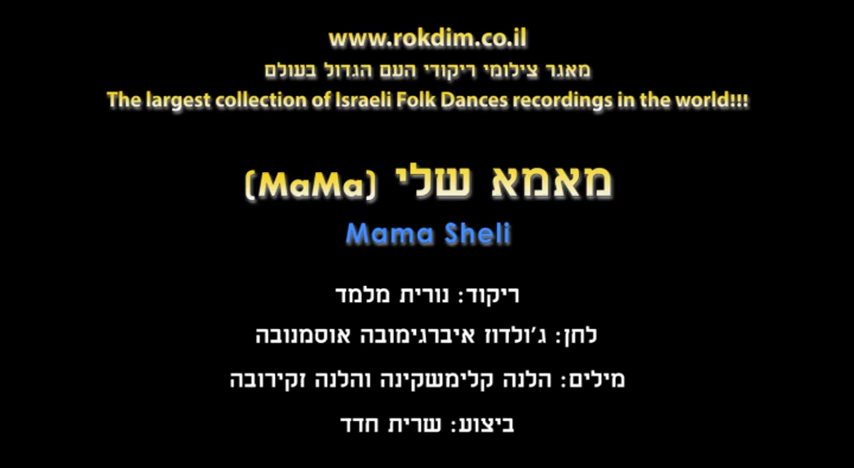 www.rokdim.co.il
מאגר צילומי ריקודי העם הגדול בעולם
The largest collection of Israeli Folk Dances recordings in the world!!!
מאמא שלי (MaMa)
Mama Sheli
ריקוד: נורית מלמד
לחן: ג'ולדוז איברגימובה אוסמנובה
מילים: הלנה קלימשקינה והלנה זקירובה
ביצוע: שרית חדד